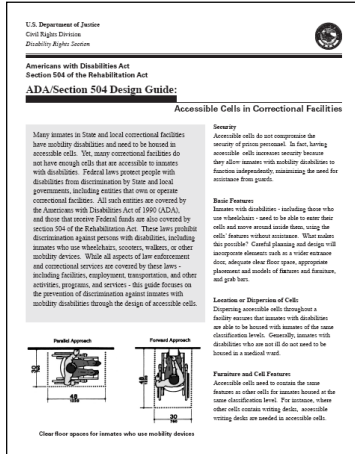 U.S. Department of Justice
Civil Rights Division
Disability Rights Section
Americans with Disabilities Act
Section 504 of the Rehabilitation Act
ADA/Section 504 Design Guide:
Accessible Cells in Correctional Facilities
Many inmates in State and local correctional facilities
have mobility disabilities and need to be housed in
accessible cells. Yet, many correctional facilities do
not have enough cells that are accessible to inmates
with disabilities. Federal laws protect people with
disabilities from discrimination by State and local
governments, including entities that own or operate
correctional facilities. All such entities are covered by
the Americans with Disabilities Act of 1990 (ADA),
and those that receive Federal funds are also covered by
section 504 of the Rehabilitation Act. These laws prohibit
discrimination against persons with disabilities, including
inmates who use wheelchairs, scooters, walkers, or other
mobility devices. While all aspects of law enforcement
and correctional services are covered by these laws -
including facilities, employment, transportation, and other
activities, programs, and services - this guide focuses on
the prevention of discrimination against inmates with
mobility disabilities through the design of accessible cells.
Parallel Approach
Forward Approach
30
48
48
30
Clear floor spaces for inmates who use mobility devices
Security
Accessible cells do not compromise the
security of prison personnel. In fact, having
accessible cells increases security because
they allow inmates with mobility disabilities to
function independently, minimizing the need for
assistance from guards.
Basic Features
Inmates with disabilities - including those who
use wheelchairs - need to be able to enter their
cells and move around inside them, using the
cells' features without assistance. What makes
this possible? Careful planning and design will
incorporate elements such as a wider entrance
door, adequate clear floor space, appropriate
placement and models of fixtures and furniture,
and grab bars.
Location or Dispersion of Cells
Dispersing accessible cells throughout a
facility ensures that inmates with disabilities
are able to be housed with inmates of the same
classification levels. Generally, inmates with
disabilities who are not ill do not need to be
housed in a medical ward.
Furniture and Cell Features
Accessible cells need to contain the same
features as other cells for inmates housed at the
same classification level. For instance, where
other cells contain writing desks, accessible
writing desks are needed in accessible cells.